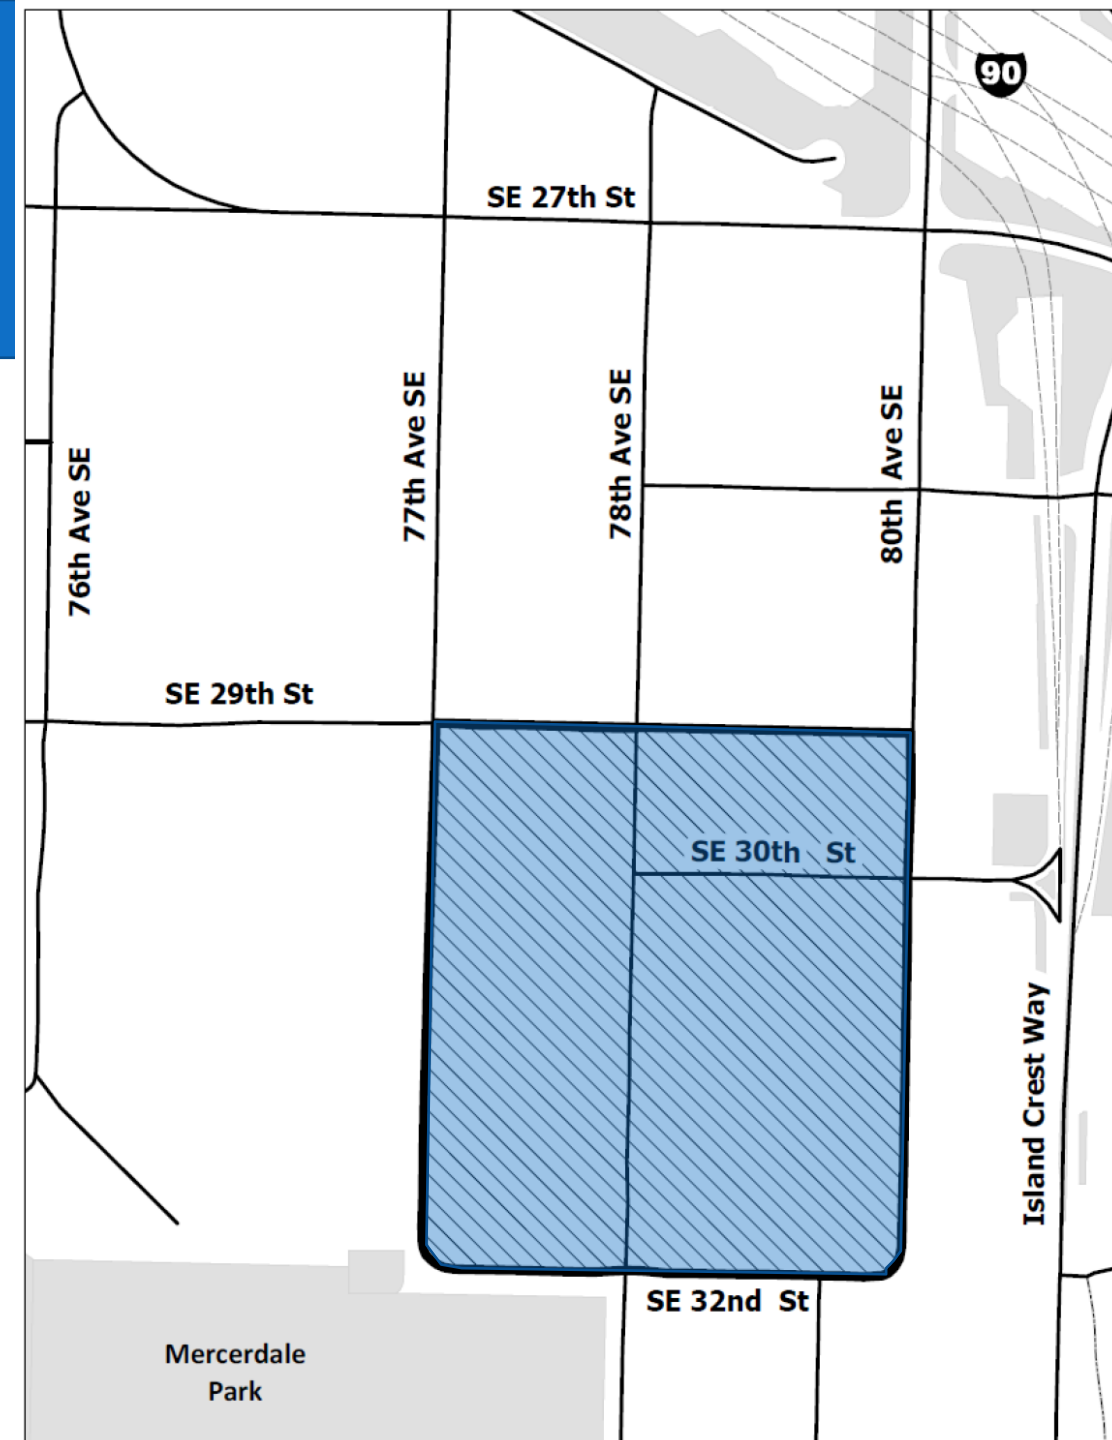 90
SE 27th St
76th Ave SE
77th Ave SE
78th Ave SE
80th Ave SE
SE 29th St
SE 30th St
Island Crest Way
SE 32nd St
Mercerdale
Park